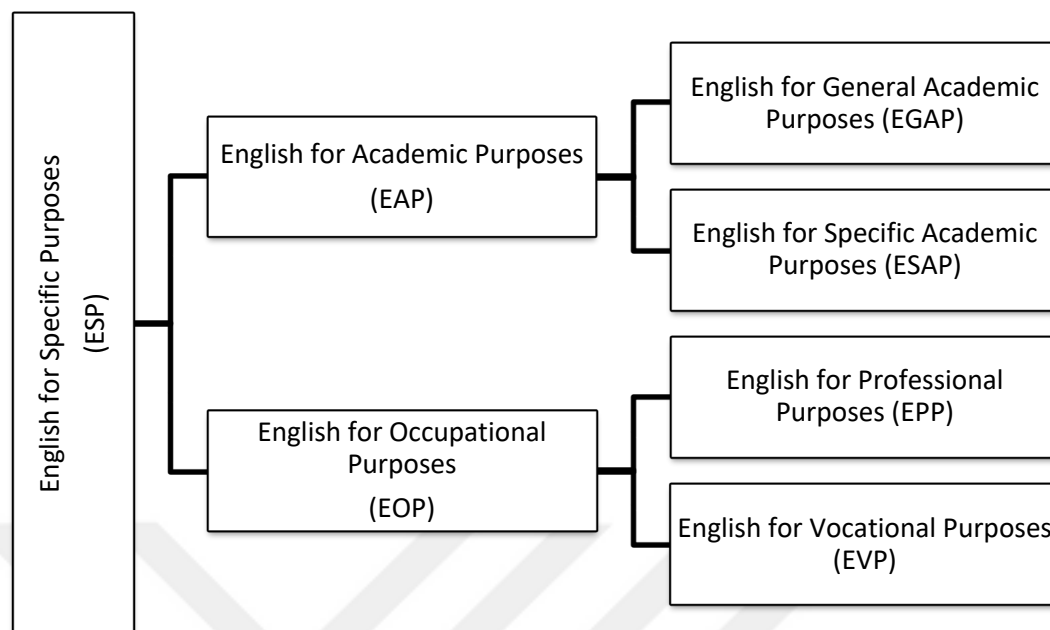 English for Specific Purposes
(ESP)
English for Academic Purposes
(EAP)
English for Occupational
Purposes
(EOP)
English for General Academic
Purposes (EGAP)
English for Specific Academic
Purposes (ESAP)
English for Professional
Purposes (EPP)
English for Vocational Purposes
(EVP)